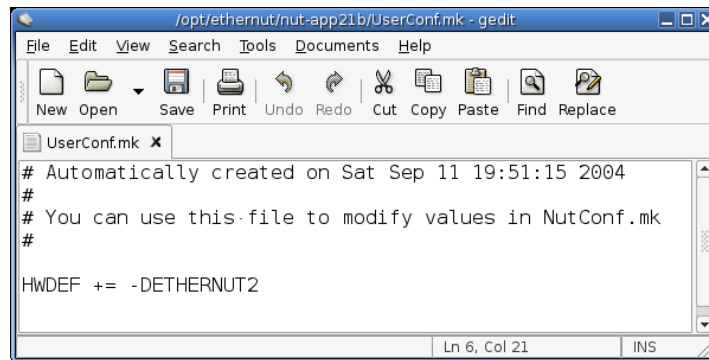 /opt/ethernut/nut-app21b/UserConf.mk - gedit
File Edit View Search Tools Documents Help
New Open Save Print Undo Redo Cut Copy Paste Find Replace
UserConf.mk
# Automatically created on Sat Sep 11 19:51:15 2004
#
# You can use this file to modify values in NutConf.mk
#
HWDEF += -DETHERNUT2
Ln 6, Col 21 INS